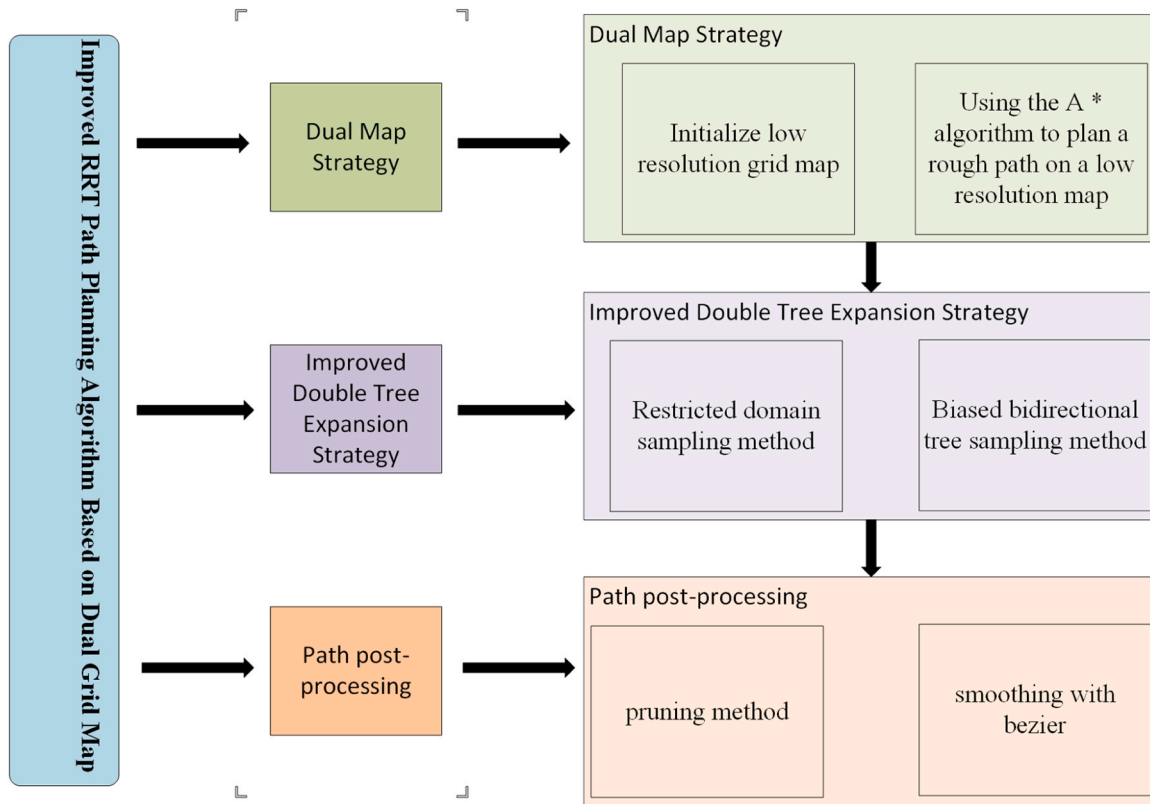 Improved RRT Path Planning Algorithm Based on Dual Grid Map
Dual Map
Strategy
Dual Map Strategy
Initialize low
resolution grid map
Using the A *
algorithm to plan a
rough path on a low
resolution map
Improved
Double Tree
Expansion
Strategy
Improved Double Tree Expansion Strategy
Restricted domain
sampling method
Biased bidirectional
tree sampling method
Path post-
processing
Path post-processing
pruning method
smoothing with
bezier